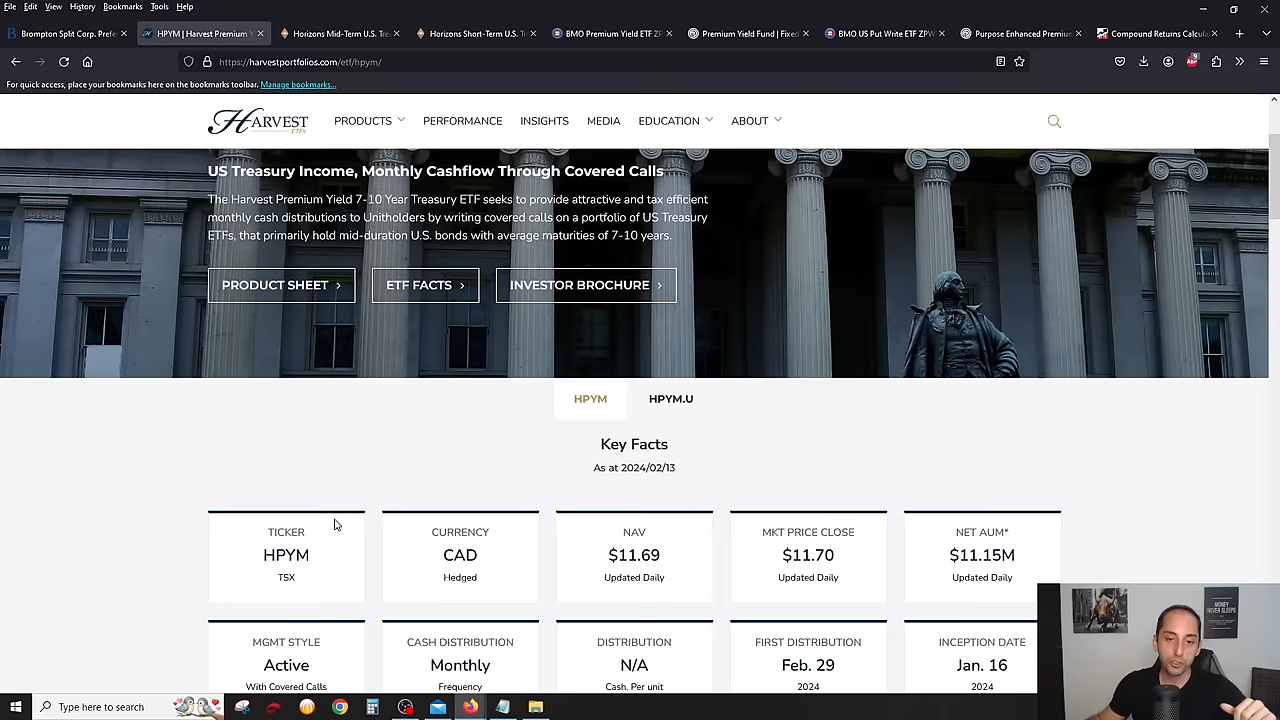 File Edit View History Bookmarks Tools Help
Brompton Split Corp. Prefe
HPYM | Harvest Premium Y
Horizons Mid-Term U.S. Tre
Horizons Short-Term U.S. Tr
BMO Premium Yield ETF ZP
Premium Yield Fund | Fixed
BMO US Put Write ETF ZPW
Purpose Enhanced Premium
Compound Returns Calcula
https://harvestportfolios.com/etf/hpym/
For quick access, place your bookmarks here on the bookmarks toolbar. Manage bookmarks...
HARVEST
ETFs
PRODUCTS PERFORMANCE INSIGHTS MEDIA EDUCATION ABOUT
US Treasury Income, Monthly Cashflow Through Covered Calls
The Harvest Premium Yield 7-10 Year Treasury ETF seeks to provide attractive and tax efficient
monthly cash distributions to Unitholders by writing covered calls on a portfolio of US Treasury
ETFs, that primarily hold mid-duration U.S. bonds with average maturities of 7-10 years.
PRODUCT SHEET › ETF FACTS › INVESTOR BROCHURE ›
HPYM HPYM.U
Key Facts
As at 2024/02/13
TICKER
HPYM
TSX
CURRENCY
CAD
Hedged
NAV
$11.69
Updated Daily
MKT PRICE CLOSE
$11.70
Updated Daily
NET AUM*
$11.15M
Updated Daily
MGMT STYLE
Active
With Covered Calls
CASH DISTRIBUTION
Monthly
Frequency
DISTRIBUTION
N/A
Cash, Per unit
FIRST DISTRIBUTION
Feb. 29
2024
INCEPTION DATE
Jan. 16
2024
MONEY
NEVER SLEEPS
Type here to search